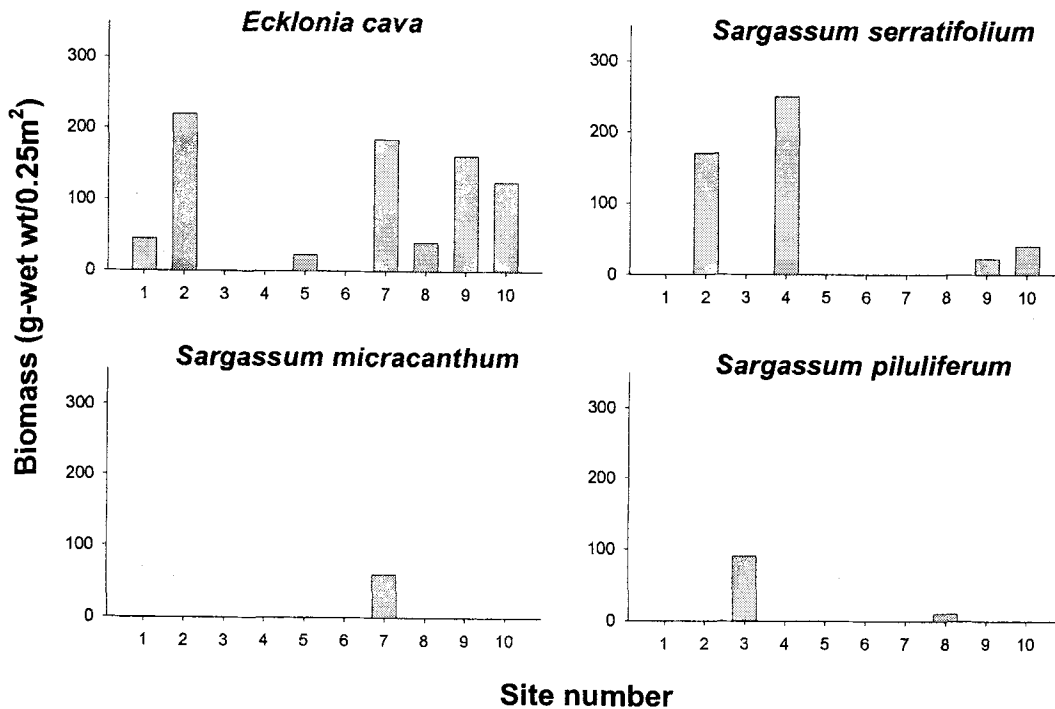 Ecklonia cava
300
200
100
0
1 2 3 4 5 6 7 8 9 10
Sargassum serratifolium
300
200
100
0
1 2 3 4 5 6 7 8 9 10
Sargassum micracanthum
300
200
100
0
1 2 3 4 5 6 7 8 9 10
Sargassum piluliferum
300
200
100
0
1 2 3 4 5 6 7 8 9 10
Biomass (g-wet wt/0.25m²)
Site number